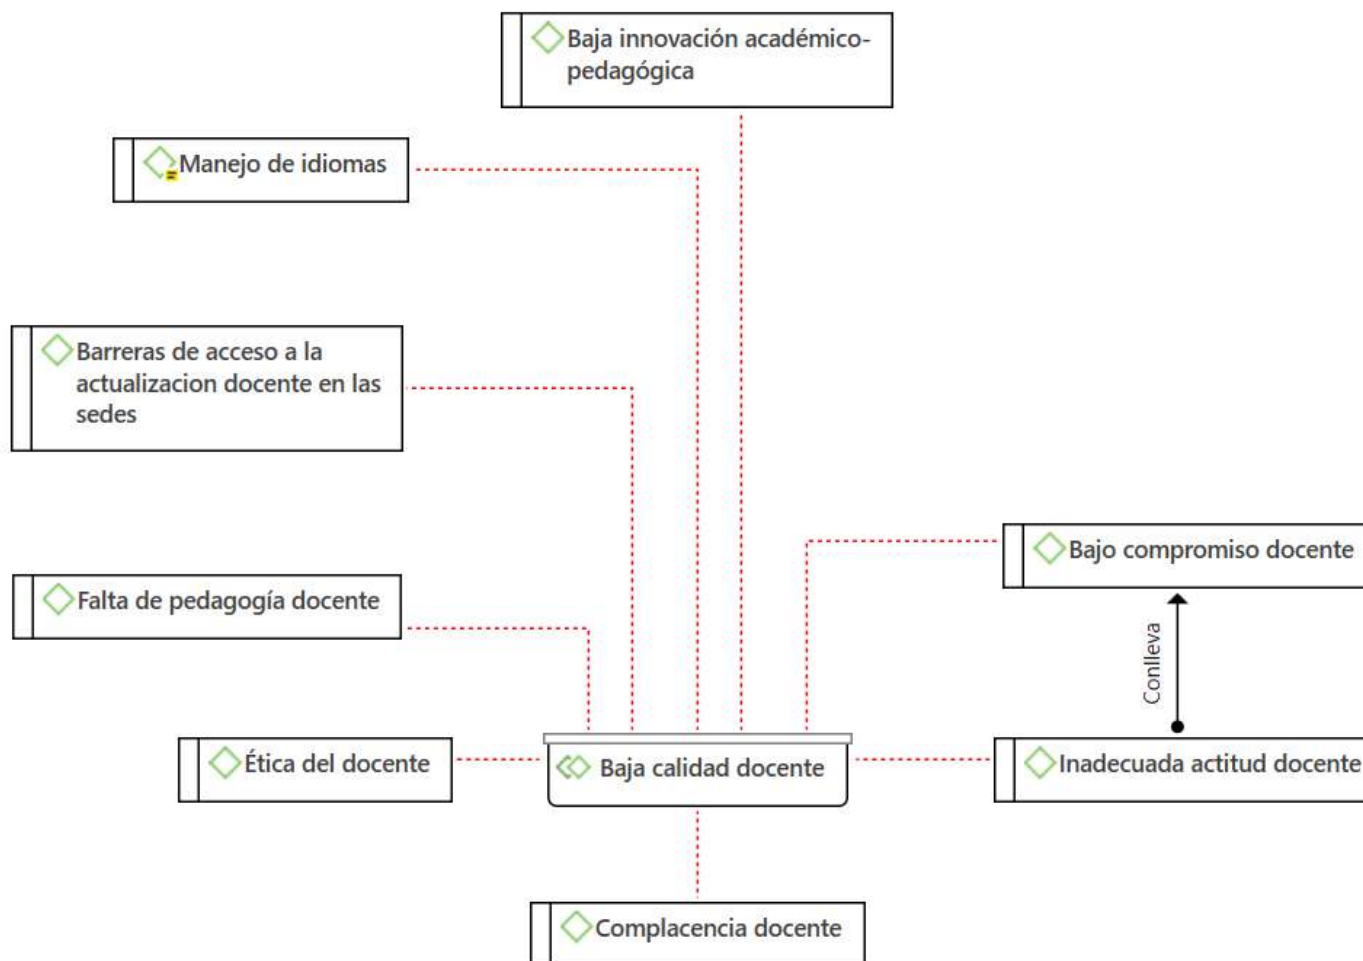 Baja innovación académico-
pedagógica
Manejo de idiomas
Barreras de acceso a la
actualizacion docente en las
sedes
Bajo compromiso docente
Falta de pedagogía docente
Conlleva
Ética del docente
Baja calidad docente
Inadecuada actitud docente
Complacencia docente